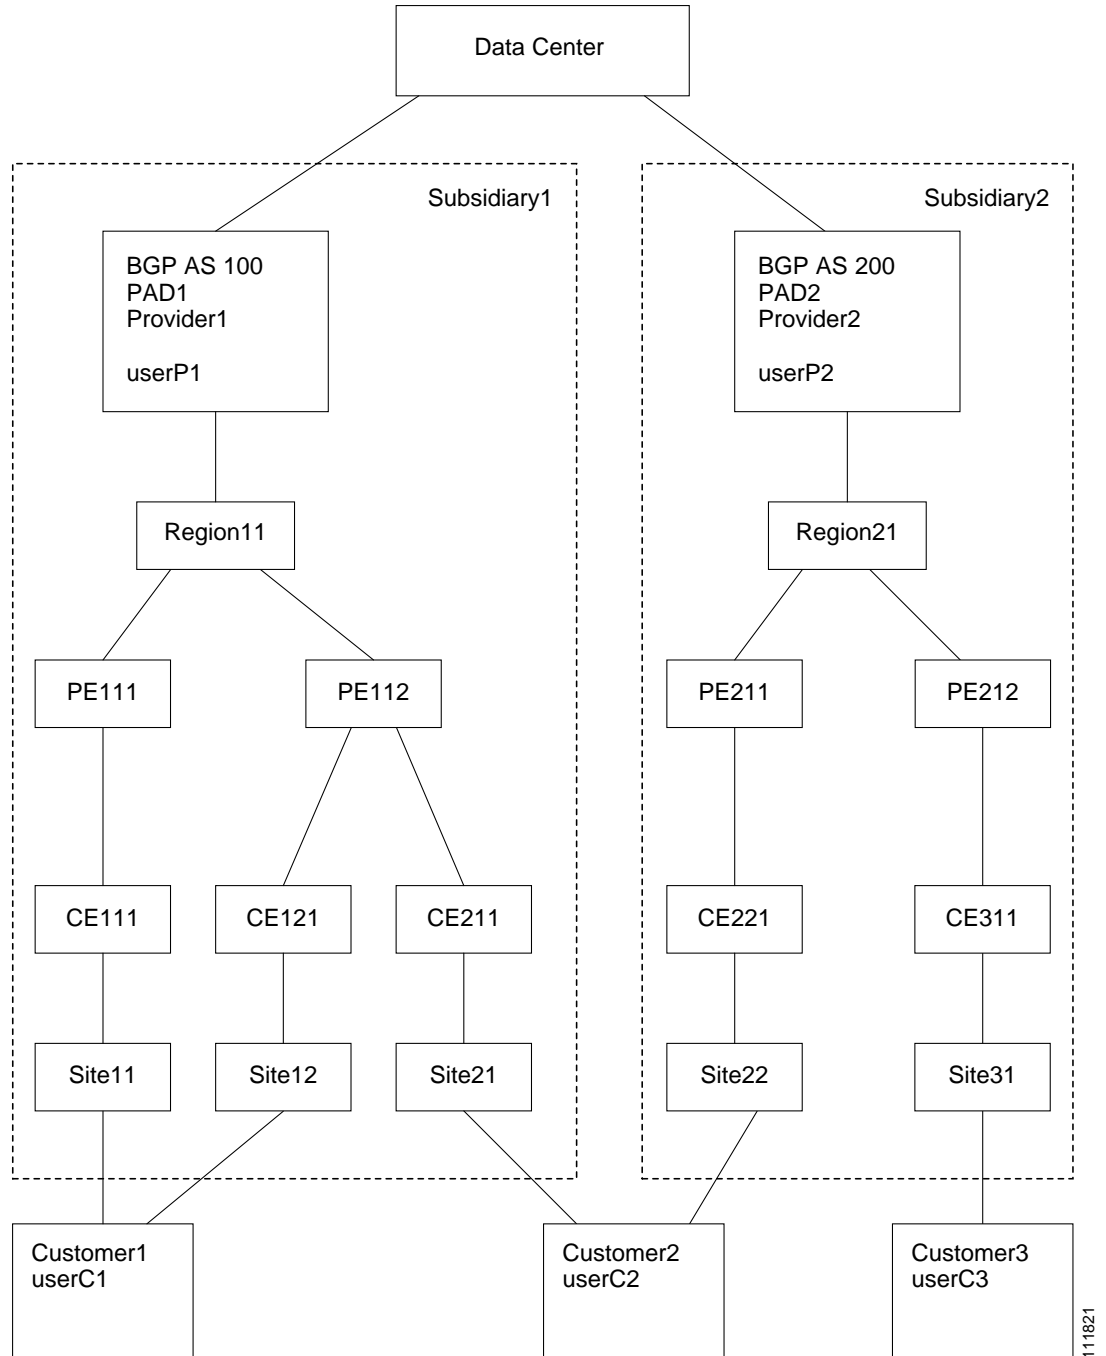 Data Center
Subsidiary1
Subsidiary2
BGP AS 100
PAD1
Provider1
userP1
BGP AS 200
PAD2
Provider2
userP2
Region11
Region21
PE111
PE112
PE211
PE212
CE111
CE121
CE211
CE221
CE311
Site11
Site12
Site21
Site22
Site31
Customer1
userC1
Customer2
userC2
Customer3
userC3
111821